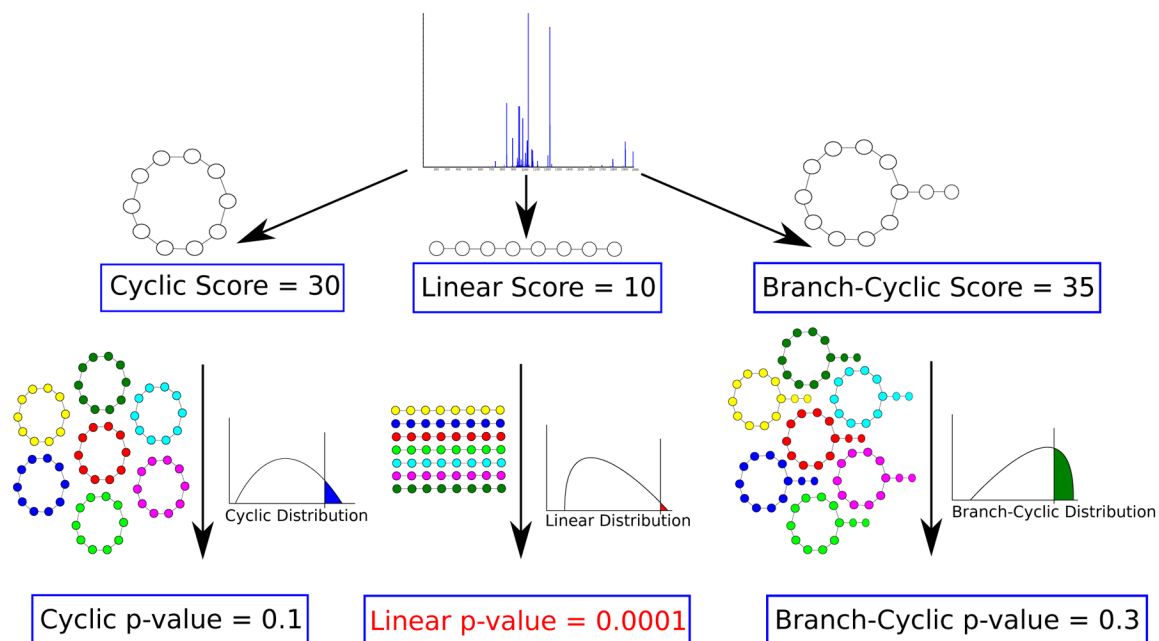 Cyclic Score = 30
Linear Score = 10
Branch-Cyclic Score = 35
Cyclic Distribution
Linear Distribution
Branch-Cyclic Distribution
Cyclic p-value = 0.1
Linear p-value = 0.0001
Branch-Cyclic p-value = 0.3